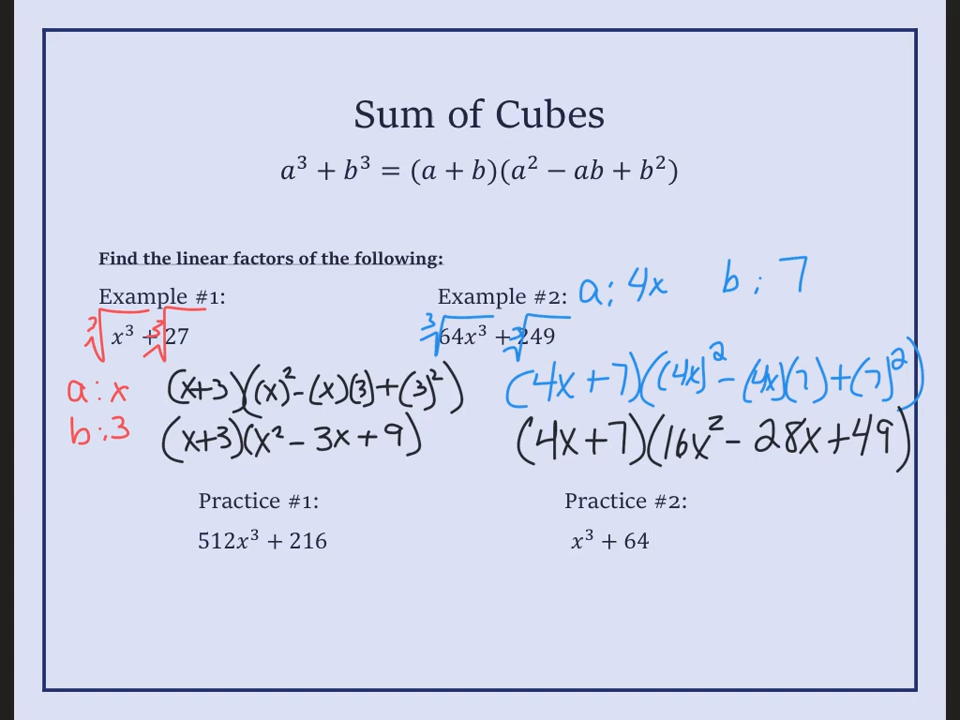 Sum of Cubes
a³ + b³ = (a + b)(a² − ab + b²)
Find the linear factors of the following:
Example #1:
∛x³ + ∛27
a: x
b: 3
(x+3)((x)² - (x)(3) + (3)²)
(x+3)(x² - 3x + 9)
Example #2: a: 4x b: 7
∛64x³ + ∛249
(4x + 7)((4x)² - (4x)(7) + (7)²)
(4x + 7)(16x² - 28x + 49)
Practice #1:
512x³ + 216
Practice #2:
x³ + 64